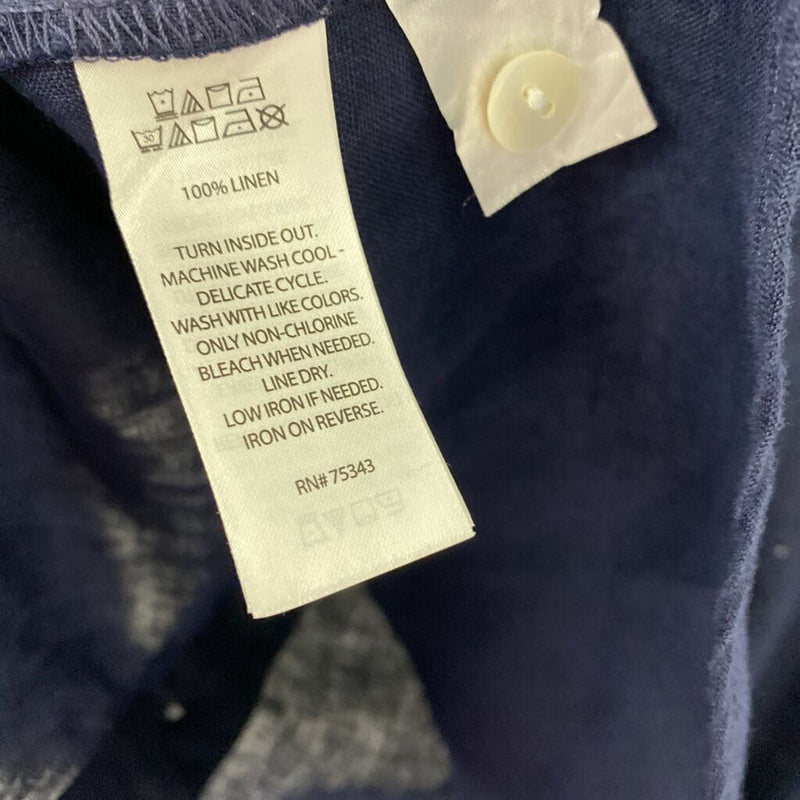 30
100% LINEN
TURN INSIDE OUT.
MACHINE WASH COOL -
DELICATE CYCLE.
WASH WITH LIKE COLORS.
ONLY NON-CHLORINE
BLEACH WHEN NEEDED.
LINE DRY.
LOW IRON IF NEEDED.
IRON ON REVERSE.
RN# 75343